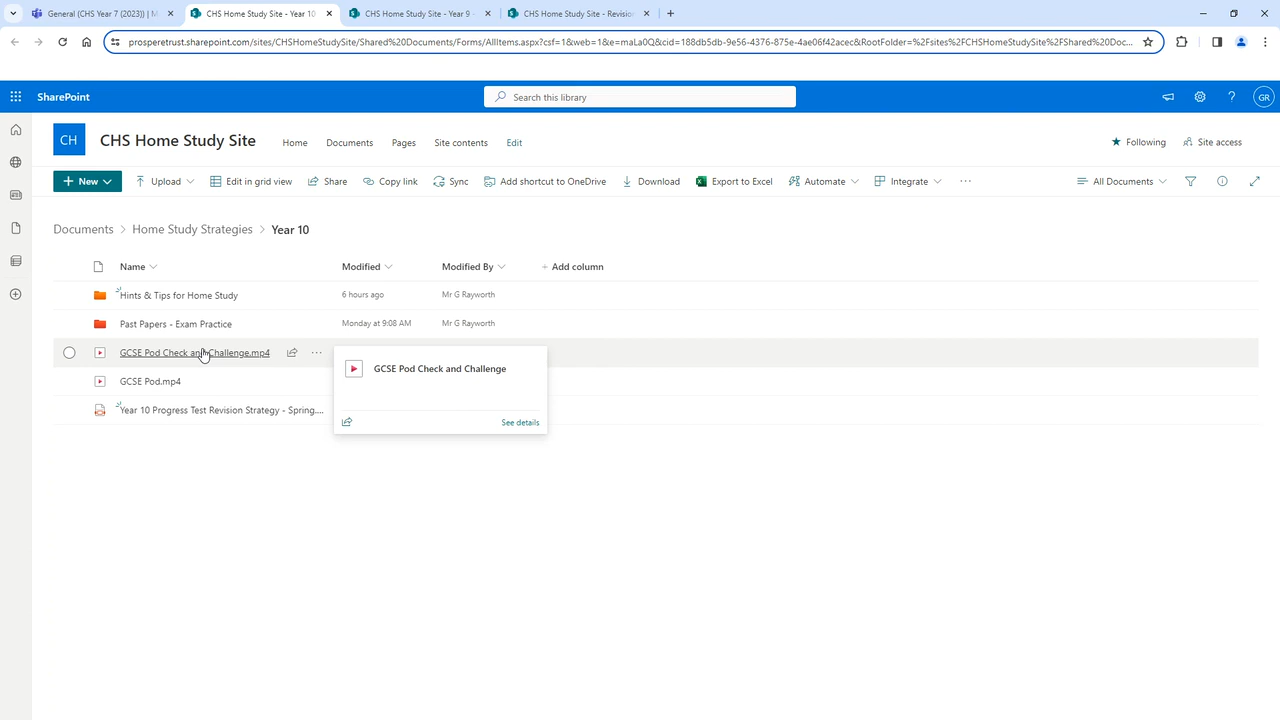 General (CHS Year 7 (2023)) | M
CHS Home Study Site - Year 10
CHS Home Study Site - Year 9 -
CHS Home Study Site - Revision
prosperetrust.sharepoint.com/sites/CHSHomeStudySite/Shared%20Documents/Forms/AllItems.aspx?csf=1&web=1&e=maLa0Q&cid=188db5db-9e56-4376-875e-4ae06f42acec&RootFolder=%2Fsites%2FCHSHomeStudySite%2FShared%20Doc...
SharePoint
Search this library
GR
CH
CHS Home Study Site
Home
Documents
Pages
Site contents
Edit
Following
Site access
New
Upload
Edit in grid view
Share
Copy link
Sync
Add shortcut to OneDrive
Download
Export to Excel
Automate
Integrate
...
All Documents
Documents > Home Study Strategies > Year 10
Name
Modified
Modified By
+ Add column
Hints & Tips for Home Study
6 hours ago
Mr G Rayworth
Past Papers - Exam Practice
Monday at 9:08 AM
Mr G Rayworth
GCSE Pod Check and Challenge.mp4
GCSE Pod Check and Challenge
GCSE Pod.mp4
Year 10 Progress Test Revision Strategy - Spring....
See details